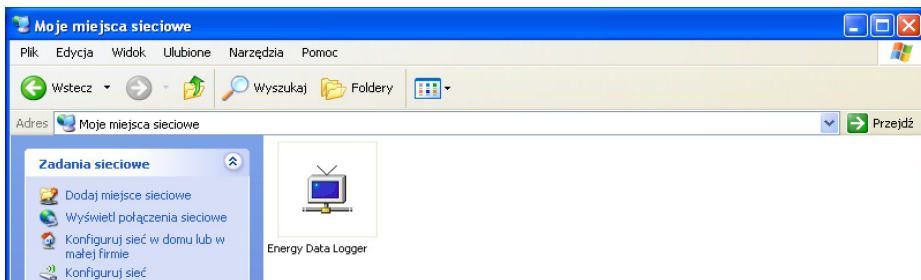 Moje miejsca sieciowe
Plik Edycja Widok Ulubione Narzędzia Pomoc
Wstecz Wyszukaj Foldery
Adres Moje miejsca sieciowe Przejdź
Zadania sieciowe
Dodaj miejsce sieciowe
Wyświetl połączenia sieciowe
Konfiguruj sieć w domu lub w
małej firmie
Konfiguruj sieć
Energy Data Logger